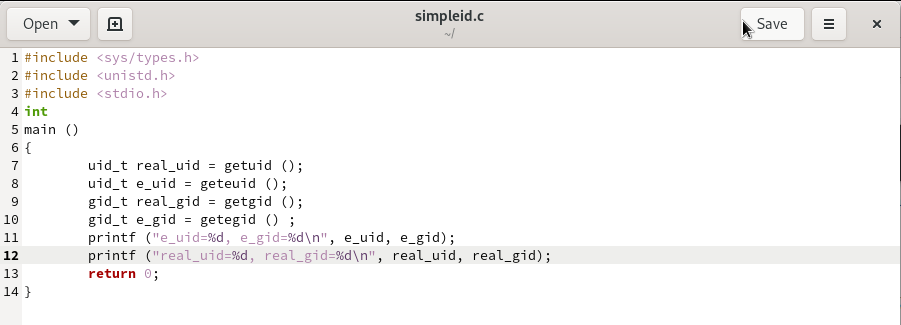 Open
simpleid.c
~/
Save
1 #include <sys/types.h>
2 #include <unistd.h>
3 #include <stdio.h>
4 int
5 main ()
6 {
7         uid_t real_uid = getuid ();
8         uid_t e_uid = geteuid ();
9         gid_t real_gid = getgid ();
10         gid_t e_gid = getegid () ;
11         printf ("e_uid=%d, e_gid=%d\n", e_uid, e_gid);
12         printf ("real_uid=%d, real_gid=%d\n", real_uid, real_gid);
13         return 0;
14 }